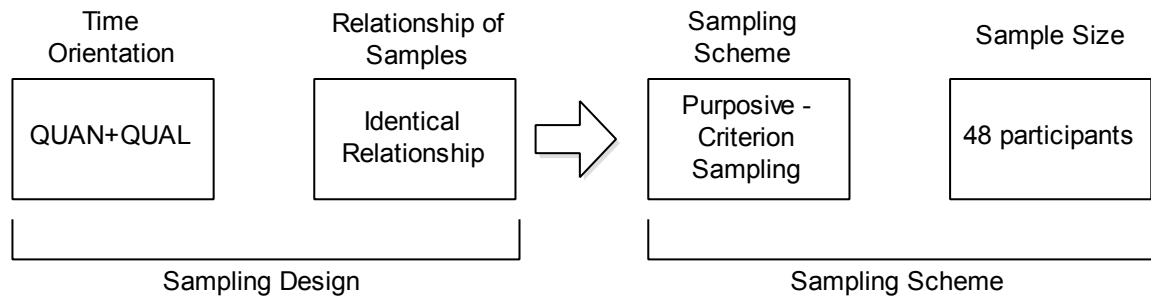 Time
Orientation
Relationship of
Samples
Sampling
Scheme
Sample Size
QUAN+QUAL
Identical
Relationship
Purposive -
Criterion
Sampling
48 participants
Sampling Design
Sampling Scheme